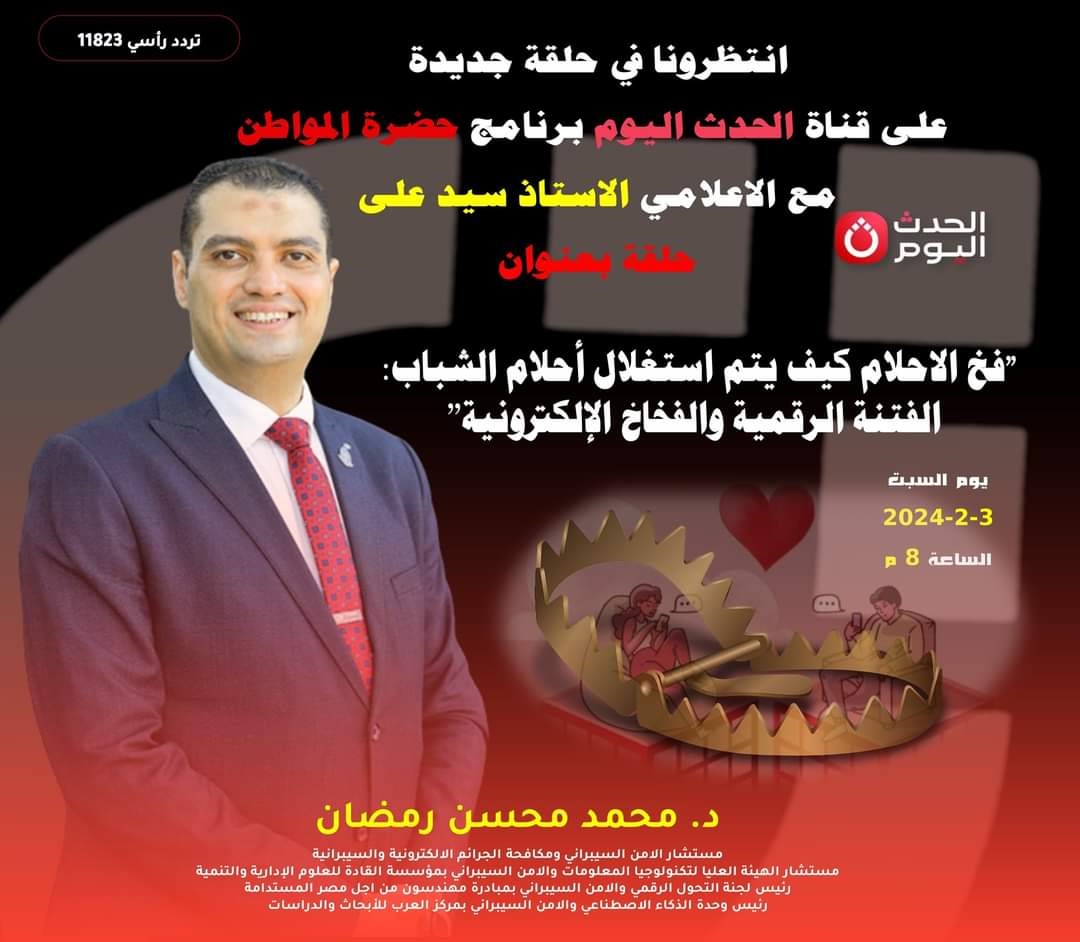 تردد رأسي 11823
انتظرونا في حلقة جديدة
على قناة الحدث اليوم برنامج حضرة المواطن
مع الاعلامي الاستاذ سيد على
الحدث
اليوم
حلقة بعنوان
"فخ الاحلام كيف يتم استغلال أحلام الشباب:
الفتنة الرقمية والفخاخ الإلكترونية"
يوم السبت
2024-2-3
الساعة 8 م
د. محمد محسن رمضان
مستشار الامن السيبراني ومكافحة الجرائم الالكترونية والسيبرانية
مستشار الهيئة العليا لتكنولوجيا المعلومات والامن السيبراني بمؤسسة القادة للعلوم الإدارية والتنمية
رئيس لجنة التحول الرقمي والامن السيبراني بمبادرة مهندسون من اجل مصر المستدامة
رئيس وحدة الذكاء الاصطناعي والامن السيبراني بمركز العرب للأبحاث والدراسات